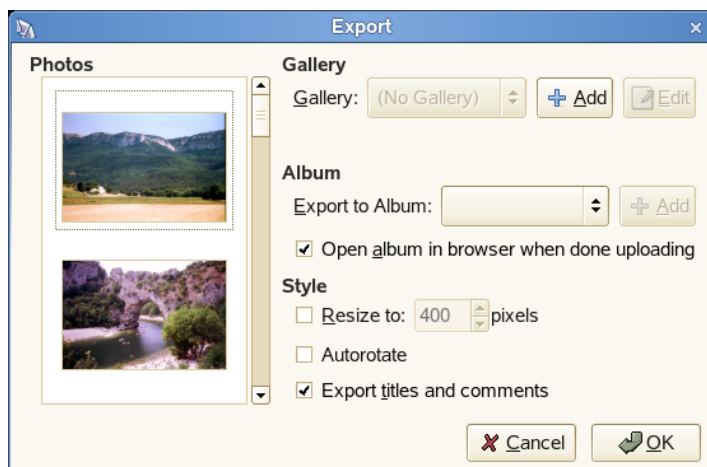 Export
Photos
Gallery
Gallery: (No Gallery) Add Edit
Album
Export to Album: Add
Open album in browser when done uploading
Style
Resize to: 400 pixels
Autorotate
Export titles and comments
Cancel OK